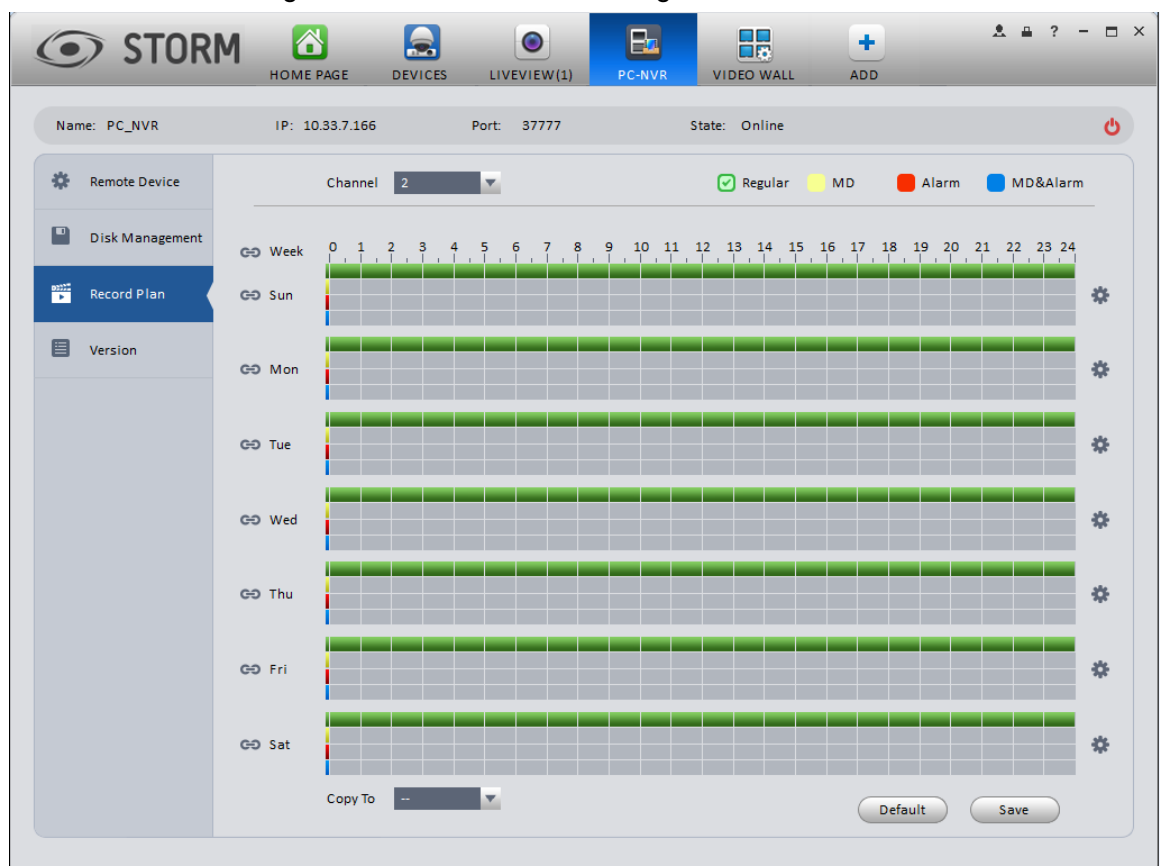 STORM
HOME PAGE DEVICES LIVEVIEW(1) PC-NVR VIDEO WALL ADD
Name: PC_NVR IP: 10.33.7.166 Port: 37777 State: Online
Remote Device
Disk Management
Record Plan
Version
Channel 2 Regular MD Alarm MD&Alarm
Week 0 1 2 3 4 5 6 7 8 9 10 11 12 13 14 15 16 17 18 19 20 21 22 23 24
Sun
Mon
Tue
Wed
Thu
Fri
Sat
Copy To -- Default Save